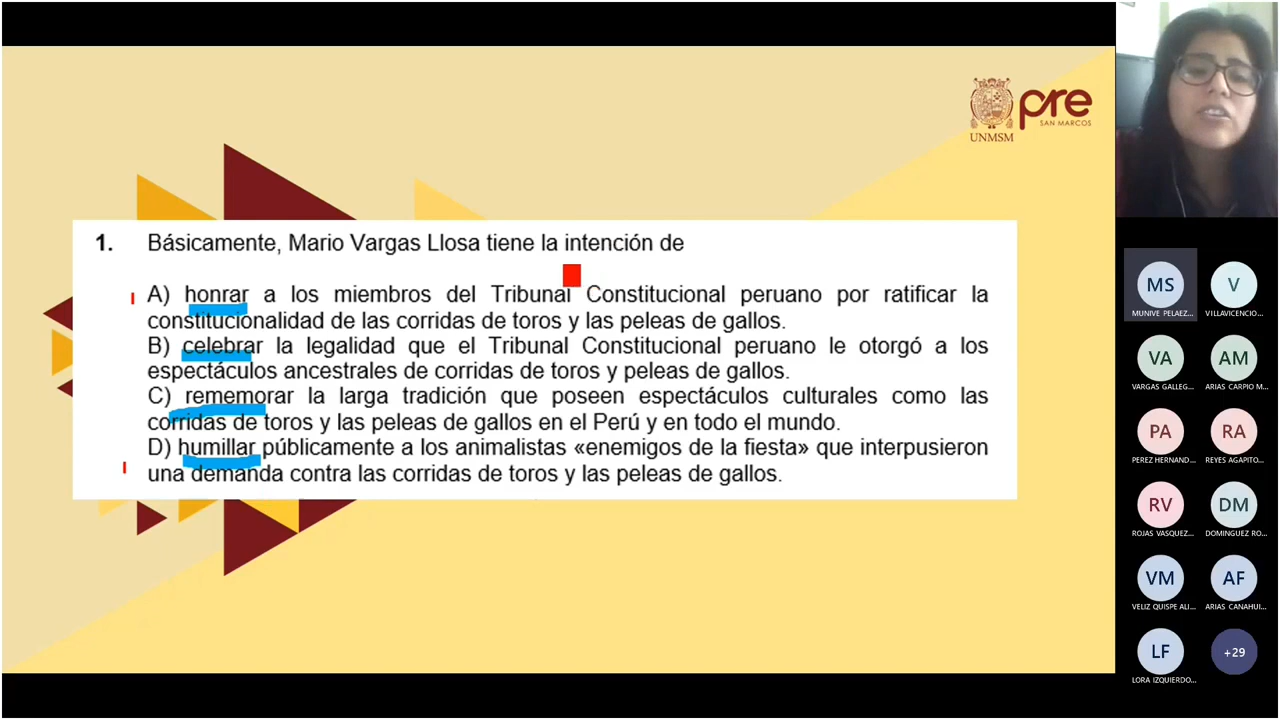 pre
SAN MARCOS
UNMSM
1. Básicamente, Mario Vargas Llosa tiene la intención de
A) honrar a los miembros del Tribunal Constitucional peruano por ratificar la
constitucionalidad de las corridas de toros y las peleas de gallos.
B) celebrar la legalidad que el Tribunal Constitucional peruano le otorgó a los
espectáculos ancestrales de corridas de toros y peleas de gallos.
C) rememorar la larga tradición que poseen espectáculos culturales como las
corridas de toros y las peleas de gallos en el Perú y en todo el mundo.
D) humillar públicamente a los animalistas «enemigos de la fiesta» que interpusieron
una demanda contra las corridas de toros y las peleas de gallos.
MS V
MUNIVE PELAEZ... VILLAVICENCIO...
VA AM
VARGAS GALLEG... ARIAS CARPIO M...
PA RA
PEREZ HERNAND... REYES AGAPITO...
RV DM
ROJAS VASQUEZ... DOMINGUEZ RO...
VM AF
VELIZ QUISPE ALI... ARIAS CANAHUI...
LF +29
LORA IZQUIERDO...